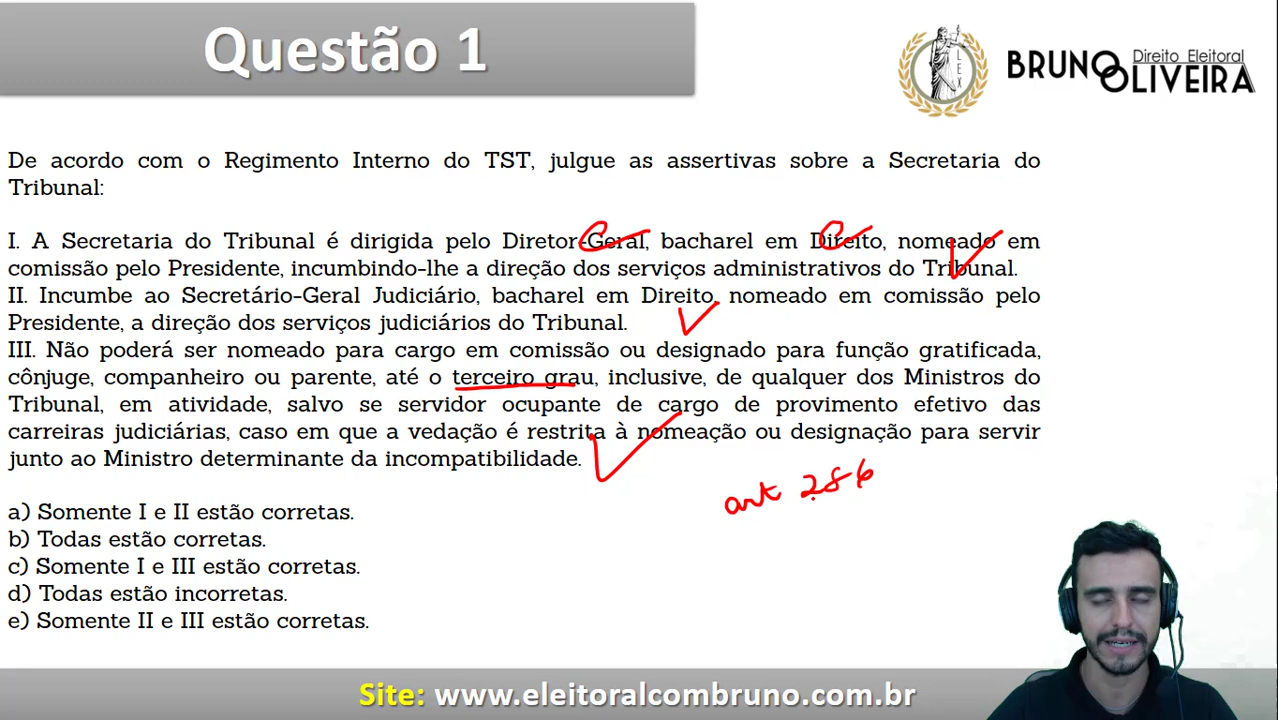 Questão 1
LEX
BRUNO OLIVEIRA
Direito Eleitoral
De acordo com o Regimento Interno do TST, julgue as assertivas sobre a Secretaria do
Tribunal:
I. A Secretaria do Tribunal é dirigida pelo Diretor-Geral, bacharel em Direito, nomeado em
comissão pelo Presidente, incumbindo-lhe a direção dos serviços administrativos do Tribunal.
II. Incumbe ao Secretário-Geral Judiciário, bacharel em Direito, nomeado em comissão pelo
Presidente, a direção dos serviços judiciários do Tribunal.
III. Não poderá ser nomeado para cargo em comissão ou designado para função gratificada,
cônjuge, companheiro ou parente, até o terceiro grau, inclusive, de qualquer dos Ministros do
Tribunal, em atividade, salvo se servidor ocupante de cargo de provimento efetivo das
carreiras judiciárias, caso em que a vedação é restrita à nomeação ou designação para servir
junto ao Ministro determinante da incompatibilidade.
art 286
a) Somente I e II estão corretas.
b) Todas estão corretas.
c) Somente I e III estão corretas.
d) Todas estão incorretas.
e) Somente II e III estão corretas.
Site: www.eleitoralcombruno.com.br